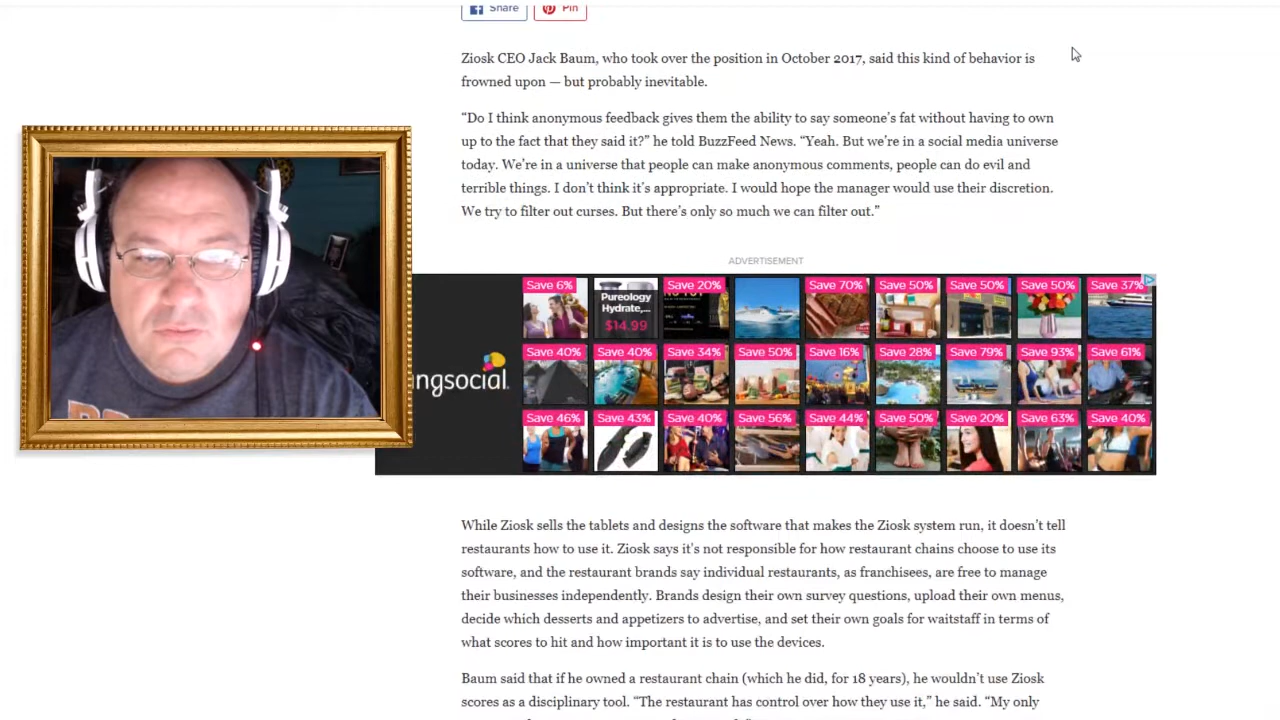 Share Pin
Ziosk CEO Jack Baum, who took over the position in October 2017, said this kind of behavior is
frowned upon — but probably inevitable.
“Do I think anonymous feedback gives them the ability to say someone’s fat without having to own
up to the fact that they said it?” he told BuzzFeed News. “Yeah. But we’re in a social media universe
today. We’re in a universe that people can make anonymous comments, people can do evil and
terrible things. I don’t think it’s appropriate. I would hope the manager would use their discretion.
We try to filter out curses. But there’s only so much we can filter out.”
ADVERTISEMENT
Save 6% Save 20% Save 70% Save 50% Save 50% Save 50% Save 37%
Pureology
Hydrate,...
$14.99
Save 40% Save 40% Save 34% Save 50% Save 16% Save 28% Save 79% Save 93% Save 61%
ngsocial.
Save 46% Save 43% Save 40% Save 56% Save 44% Save 50% Save 20% Save 63% Save 40%
While Ziosk sells the tablets and designs the software that makes the Ziosk system run, it doesn’t tell
restaurants how to use it. Ziosk says it's not responsible for how restaurant chains choose to use its
software, and the restaurant brands say individual restaurants, as franchisees, are free to manage
their businesses independently. Brands design their own survey questions, upload their own menus,
decide which desserts and appetizers to advertise, and set their own goals for waitstaff in terms of
what scores to hit and how important it is to use the devices.
Baum said that if he owned a restaurant chain (which he did, for 18 years), he wouldn’t use Ziosk
scores as a disciplinary tool. “The restaurant has control over how they use it,” he said. “My only